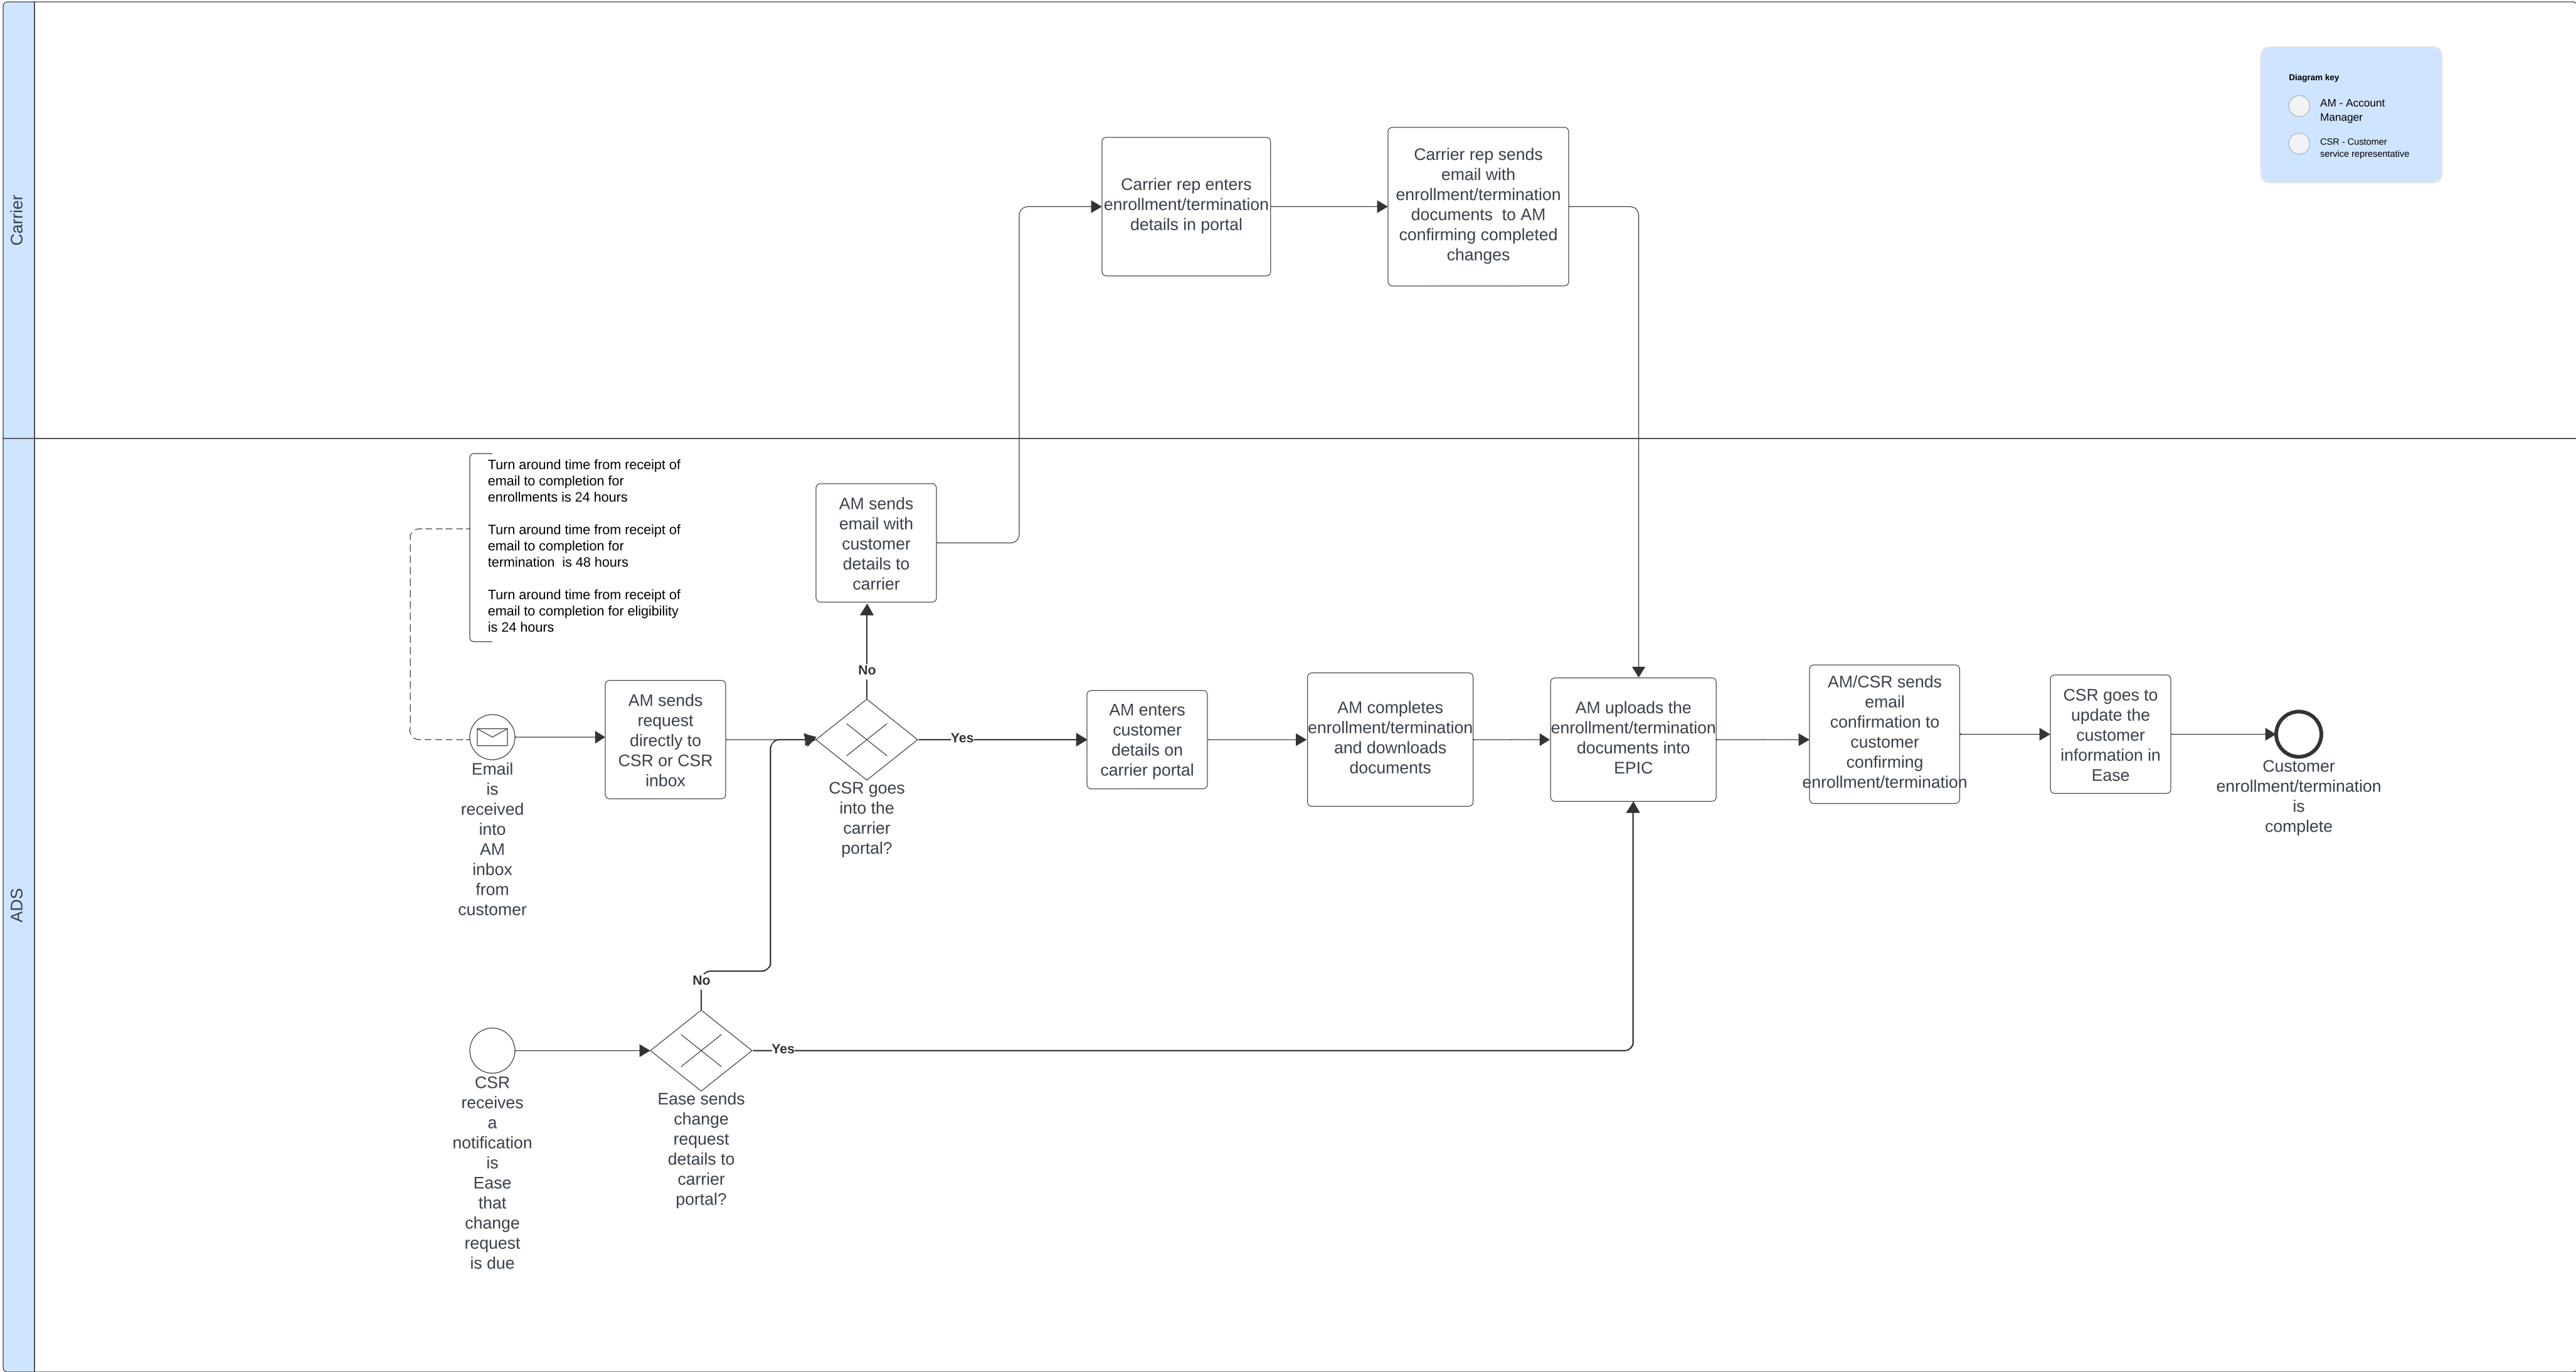 Carrier
Diagram key
AM - Account
Manager
CSR - Customer
service representative
Carrier rep enters
enrollment/termination
details in portal
Carrier rep sends
email with
enrollment/termination
documents  to AM
confirming completed
changes
ADS
Turn around time from receipt of
email to completion for
enrollments is 24 hours
Turn around time from receipt of
email to completion for
termination  is 48 hours
Turn around time from receipt of
email to completion for eligibility
is 24 hours
AM sends
email with
customer
details to
carrier
No
Email
is
received
into
AM
inbox
from
customer
AM sends
request
directly to
CSR or CSR
inbox
CSR goes
into the
carrier
portal?
Yes
AM enters
customer
details on
carrier portal
AM completes
enrollment/termination
and downloads
documents
AM uploads the
enrollment/termination
documents into
EPIC
AM/CSR sends
email
confirmation to
customer
confirming
enrollment/termination
CSR goes to
update the
customer
information in
Ease
Customer
enrollment/termination
is
complete
No
Yes
CSR
receives
a
notification
is
Ease
that
change
request
is due
Ease sends
change
request
details to
carrier
portal?